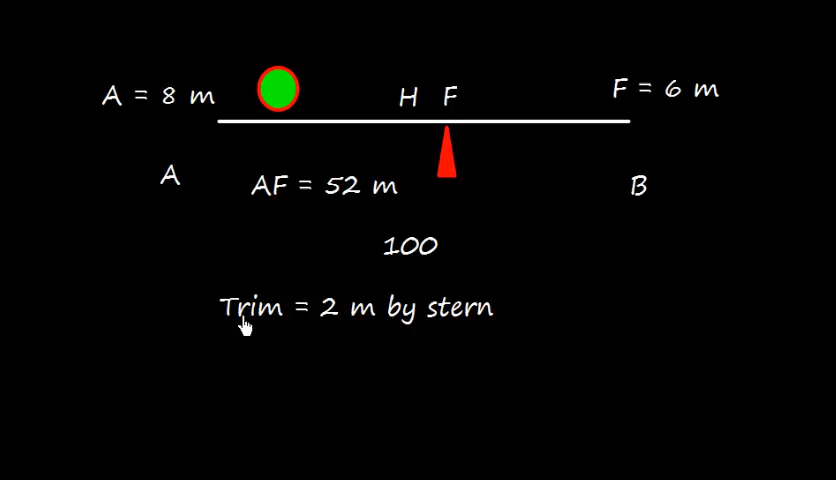 A = 8 m H F F = 6 m
A AF = 52 m B
100
Trim = 2 m by stern